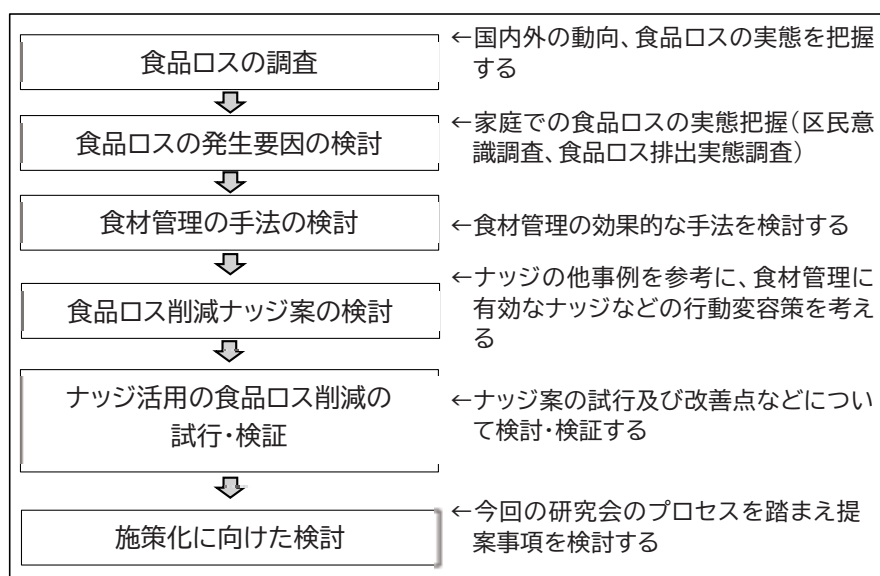 食品ロスの調査
←国内外の動向、食品ロスの実態を把握
する
食品ロスの発生要因の検討
←家庭での食品ロスの実態把握(区民意
識調査、食品ロス排出実態調査)
食材管理の手法の検討
←食材管理の効果的な手法を検討する
食品ロス削減ナッジ案の検討
←ナッジの他事例を参考に、食材管理に
有効なナッジなどの行動変容策を考え
る
ナッジ活用の食品ロス削減の
試行・検証
←ナッジ案の試行及び改善点などについ
て検討・検証する
施策化に向けた検討
←今回の研究会のプロセスを踏まえ提
案事項を検討する